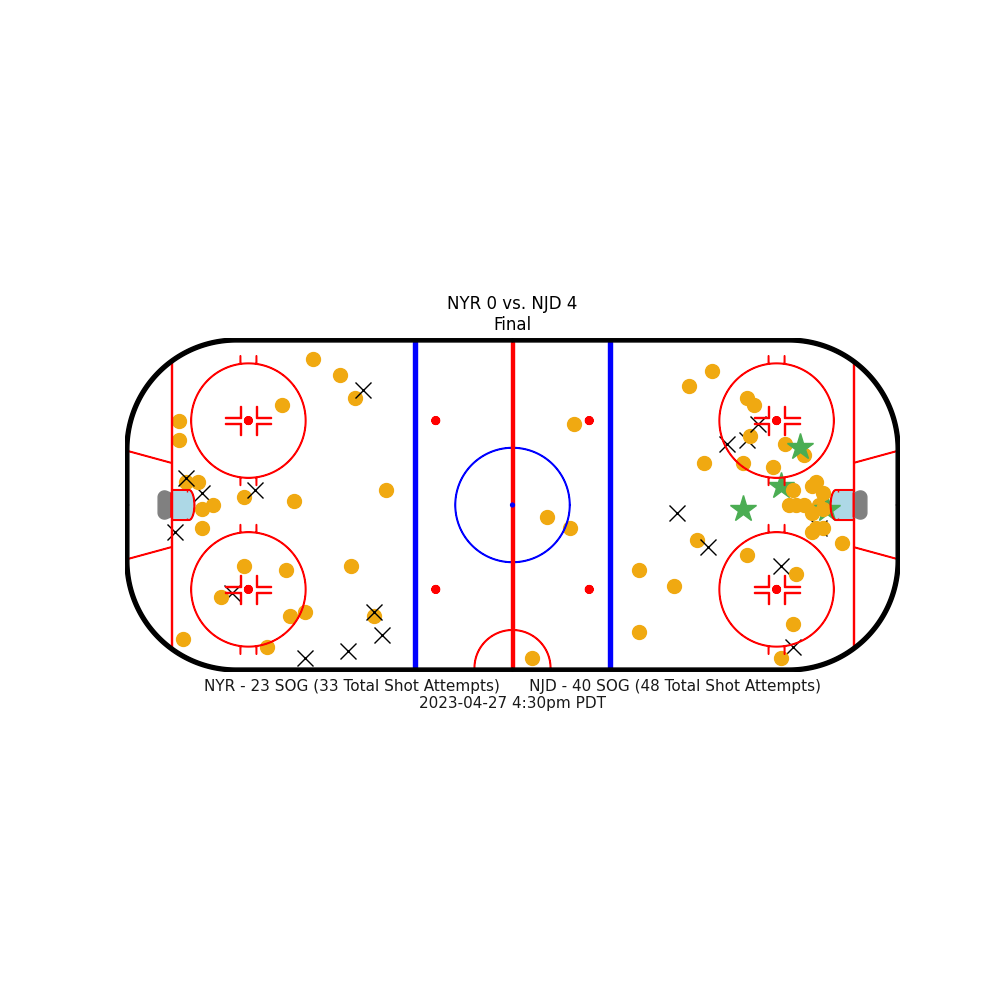 NYR 0 vs. NJD 4
Final
NYR - 23 SOG (33 Total Shot Attempts) NJD - 40 SOG (48 Total Shot Attempts)
2023-04-27 4:30pm PDT